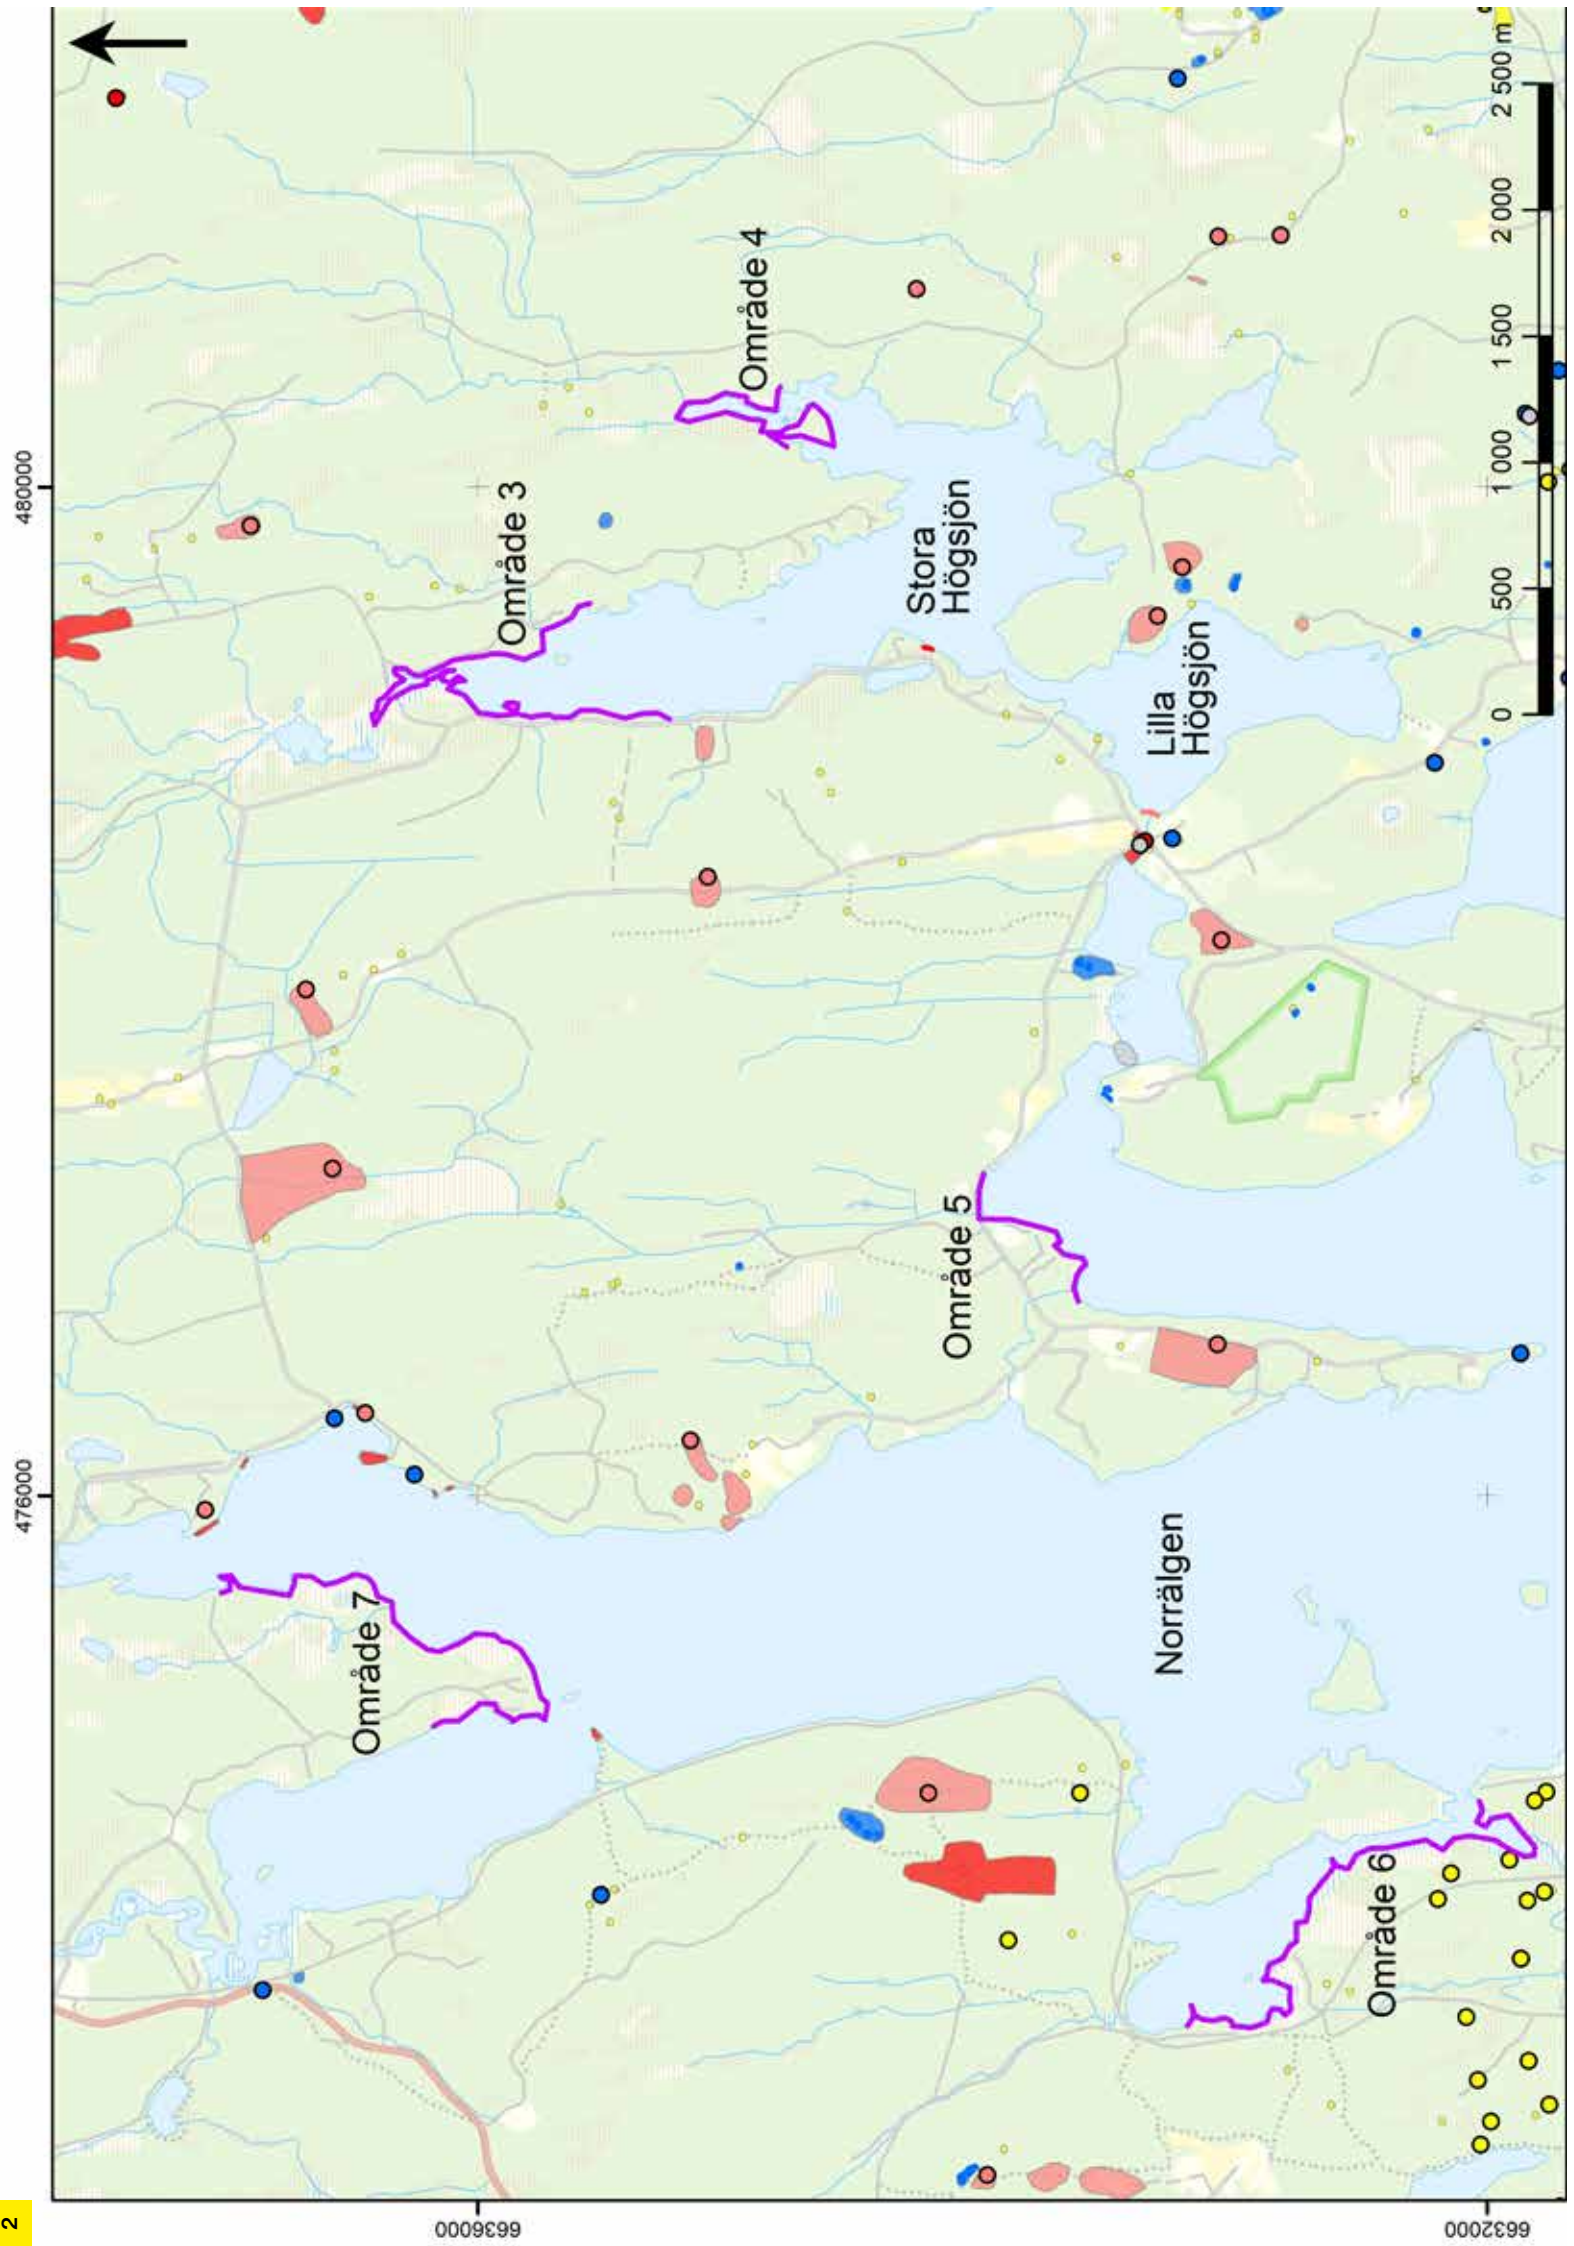 2
476000
480000
6636000
6632000
Område 3
Område 4
Område 7
Stora
Högsjön
Område 5
Lilla
Högsjön
Norrälgen
Område 6
0
500
1 000
1 500
2 000
2 500 m